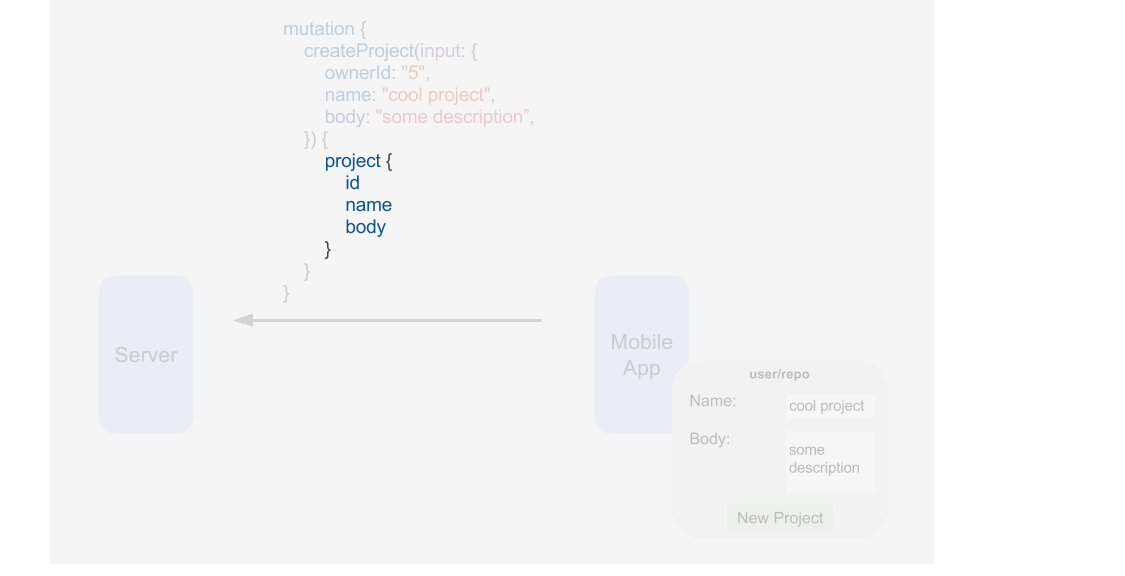 mutation {
createProject(input: {
ownerId: "5",
name: "cool project",
body: "some description”,
}) {
project {
id
name
body
}
}
}
Server
Mobile
App
user/repo
Name:
cool project
Body:
some
description
New Project